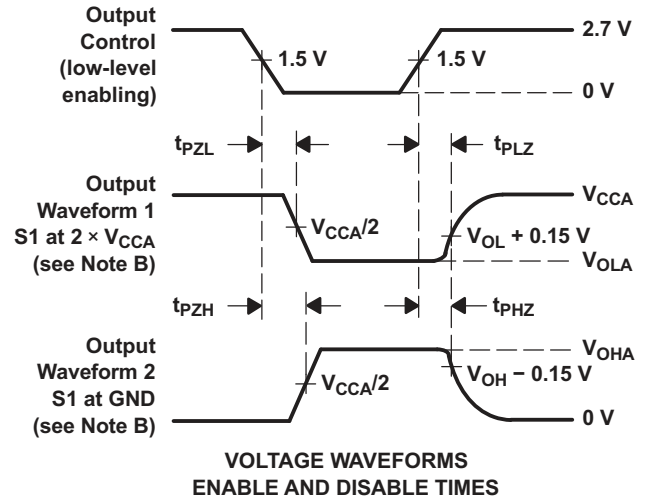 Output
Control
(low-level
enabling)
2.7 V
1.5 V
1.5 V
0 V
tPZL
tPLZ
Output
Waveform 1
S1 at 2 × VCCA
(see Note B)
VCCA
VCCA/2
VOL + 0.15 V
VOLA
tPZH
tPHZ
Output
Waveform 2
S1 at GND
(see Note B)
VOHA
VCCA/2
VOH − 0.15 V
0 V
VOLTAGE WAVEFORMS
ENABLE AND DISABLE TIMES